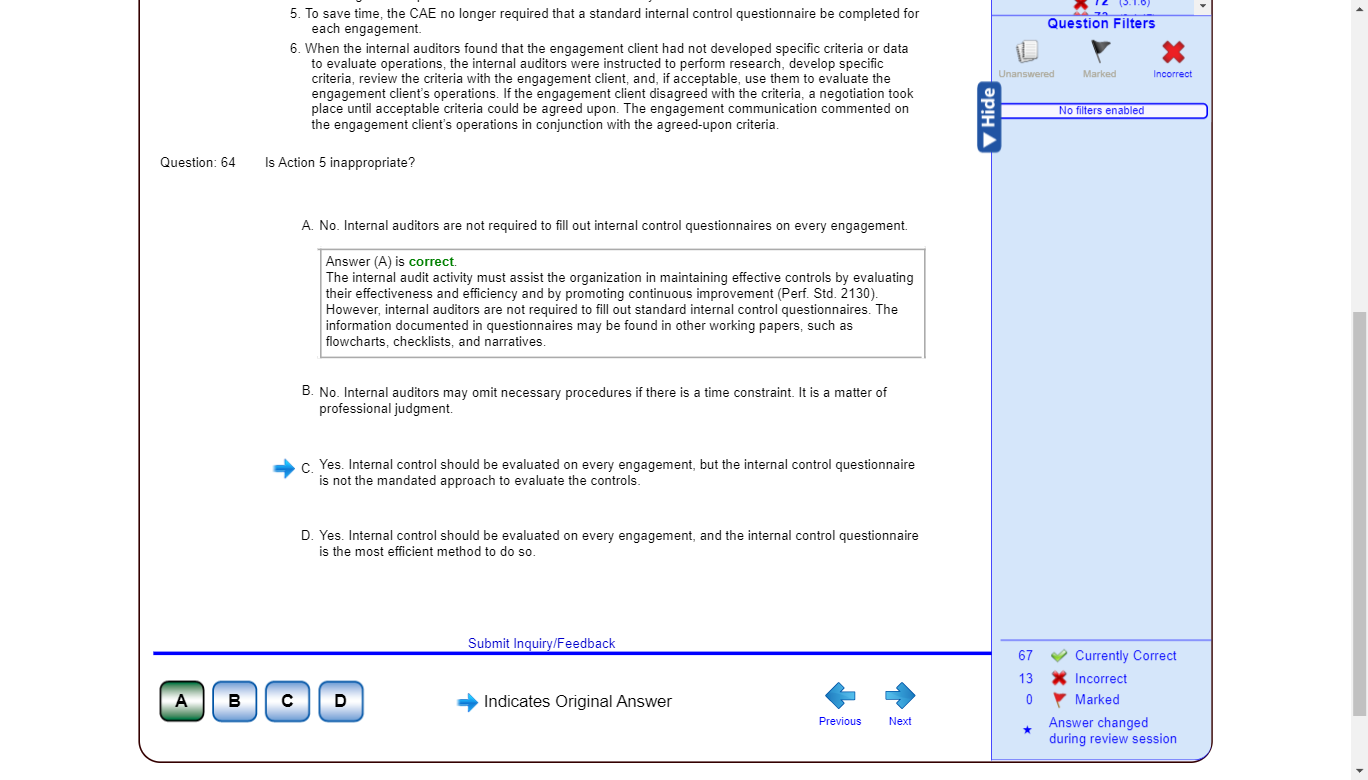 5. To save time, the CAE no longer required that a standard internal control questionnaire be completed for
each engagement.
6. When the internal auditors found that the engagement client had not developed specific criteria or data
to evaluate operations, the internal auditors were instructed to perform research, develop specific
criteria, review the criteria with the engagement client, and, if acceptable, use them to evaluate the
engagement client's operations. If the engagement client disagreed with the criteria, a negotiation took
place until acceptable criteria could be agreed upon. The engagement communication commented on
the engagement client's operations in conjunction with the agreed-upon criteria.
Question: 64 Is Action 5 inappropriate?
A. No. Internal auditors are not required to fill out internal control questionnaires on every engagement.
Answer (A) is correct.
The internal audit activity must assist the organization in maintaining effective controls by evaluating
their effectiveness and efficiency and by promoting continuous improvement (Perf. Std. 2130).
However, internal auditors are not required to fill out standard internal control questionnaires. The
information documented in questionnaires may be found in other working papers, such as
flowcharts, checklists, and narratives.
B. No. Internal auditors may omit necessary procedures if there is a time constraint. It is a matter of
professional judgment.
C. Yes. Internal control should be evaluated on every engagement, but the internal control questionnaire
is not the mandated approach to evaluate the controls.
D. Yes. Internal control should be evaluated on every engagement, and the internal control questionnaire
is the most efficient method to do so.
Submit Inquiry/Feedback
A B C D
Indicates Original Answer
Previous Next
72 (3.1.6)
Question Filters
Unanswered Marked Incorrect
Hide
No filters enabled
67 Currently Correct
13 Incorrect
0 Marked
Answer changed
during review session